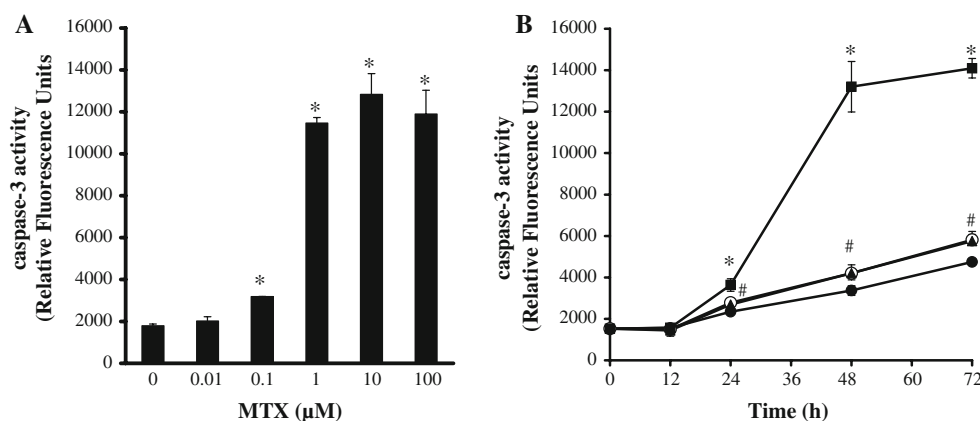 A
caspase-3 activity
(Relative Fluorescence Units
16000
14000
12000
10000
8000
6000
4000
2000
0
*
*
*
*
0 0.01 0.1 1 10 100
MTX (µM)
B
caspase-3 activity
(Relative Fluorescence Units
16000
14000
12000
10000
8000
6000
4000
2000
0
*
*
*
#
#
#
0 12 24 36 48 60 72
Time (h)